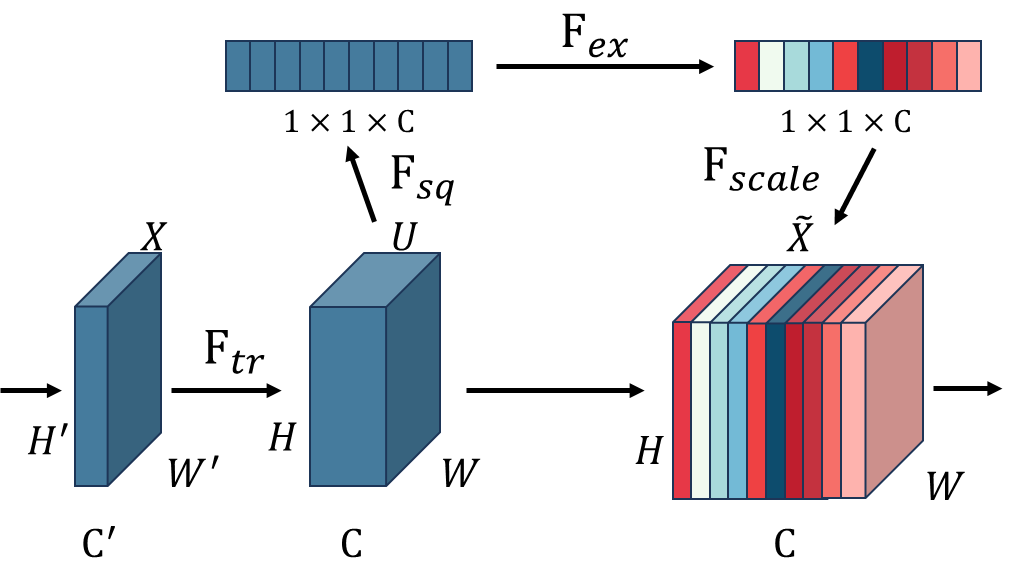 F_ex
1 × 1 × C
1 × 1 × C
F_sq
F_scale
X
U
X̃
F_tr
H′
W′
H
W
H
W
C′
C
C